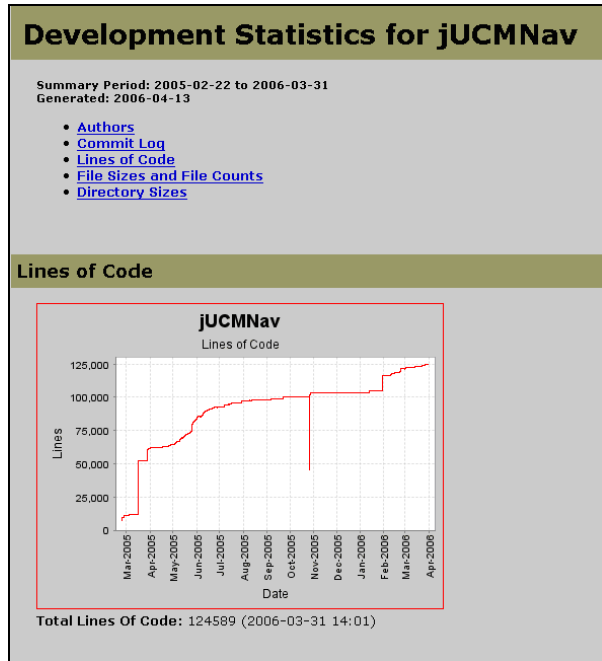 Development Statistics for jUCMNav
Summary Period: 2005-02-22 to 2006-03-31
Generated: 2006-04-13
Authors
Commit Log
Lines of Code
File Sizes and File Counts
Directory Sizes
Lines of Code
jUCMNav
Lines of Code
125,000
100,000
75,000
50,000
25,000
0
Lines
Mar-2005
Apr-2005
May-2005
Jun-2005
Jul-2005
Aug-2005
Sep-2005
Oct-2005
Nov-2005
Dec-2005
Jan-2006
Feb-2006
Mar-2006
Apr-2006
Date
Total Lines Of Code: 124589 (2006-03-31 14:01)